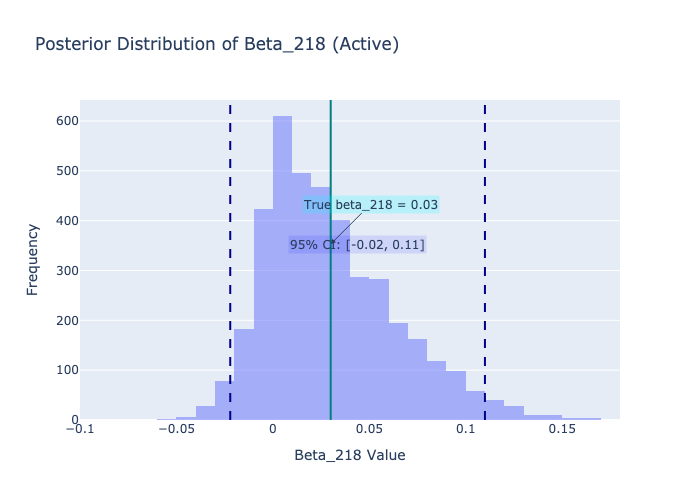 Posterior Distribution of Beta_218 (Active)
600
500
400
300
200
100
0
Frequency
True beta_218 = 0.03
95% CI: [-0.02, 0.11]
−0.1
−0.05
0
0.05
0.1
0.15
Beta_218 Value